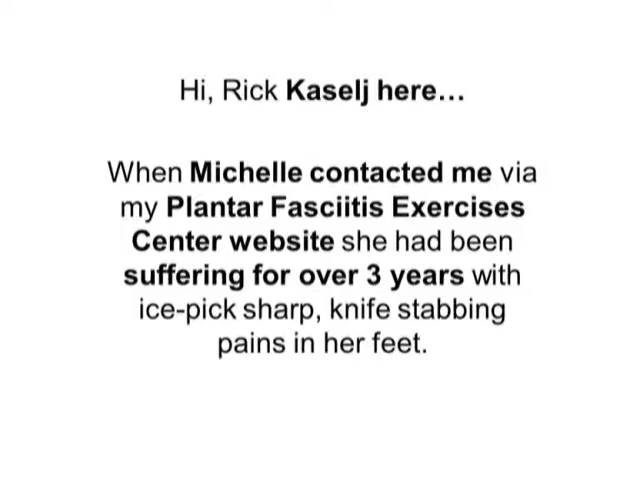 Hi, Rick Kaselj here...
When Michelle contacted me via
my Plantar Fasciitis Exercises
Center website she had been
suffering for over 3 years with
ice-pick sharp, knife stabbing
pains in her feet.